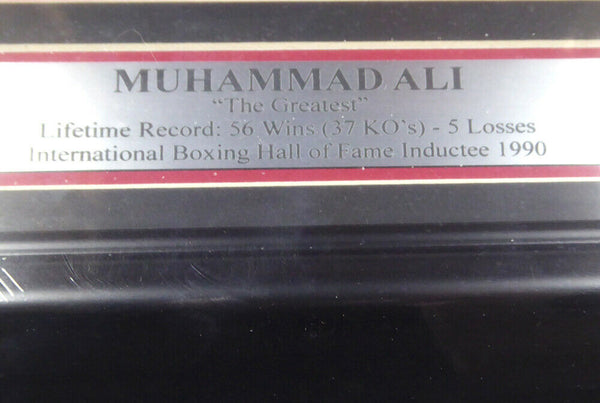 MUHAMMAD ALI
“The Greatest”
Lifetime Record: 56 Wins (37 KO`s) - 5 Losses
International Boxing Hall of Fame Inductee 1990